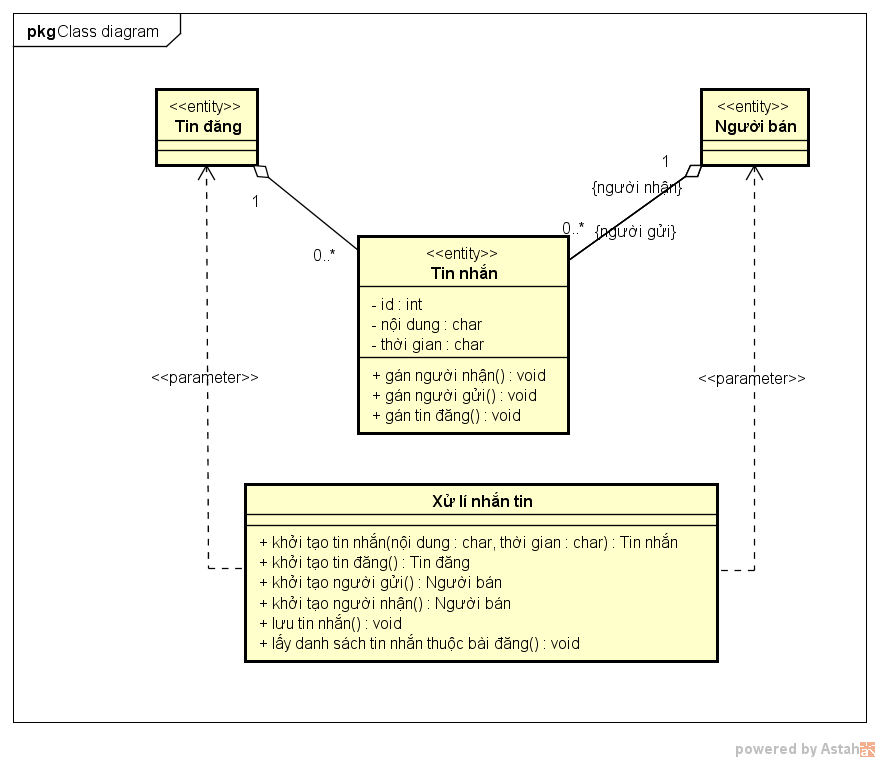 pkg Class diagram
<<entity>>
Tin đăng
<<entity>>
Người bán
1
0..*
1
{người nhận}
0..*
{người gửi}
<<entity>>
Tin nhắn
- id : int
- nội dung : char
- thời gian : char
+ gán người nhận() : void
+ gán người gửi() : void
+ gán tin đăng() : void
<<parameter>>
<<parameter>>
Xử lí nhắn tin
+ khởi tạo tin nhắn(nội dung : char, thời gian : char) : Tin nhắn
+ khởi tạo tin đăng() : Tin đăng
+ khởi tạo người gửi() : Người bán
+ khởi tạo người nhận() : Người bán
+ lưu tin nhắn() : void
+ lấy danh sách tin nhắn thuộc bài đăng() : void
powered by Astah